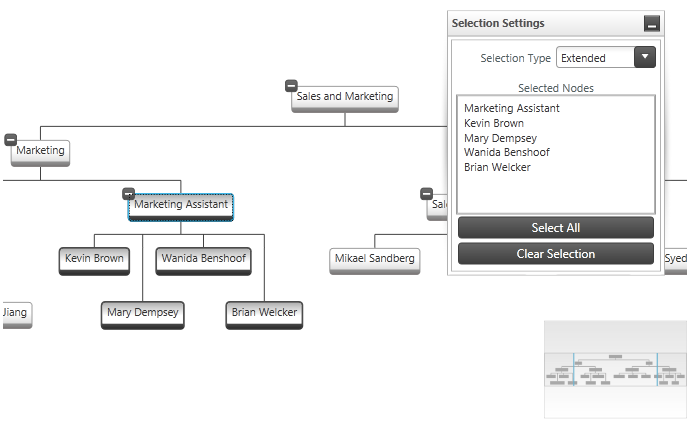 Selection Settings
Selection Type Extended
Selected Nodes
Marketing Assistant
Kevin Brown
Mary Dempsey
Wanida Benshoof
Brian Welcker
Select All
Clear Selection
Sales and Marketing
Marketing
Marketing Assistant
Sal
Kevin Brown
Wanida Benshoof
Mikael Sandberg
Syed
Jiang
Mary Dempsey
Brian Welcker